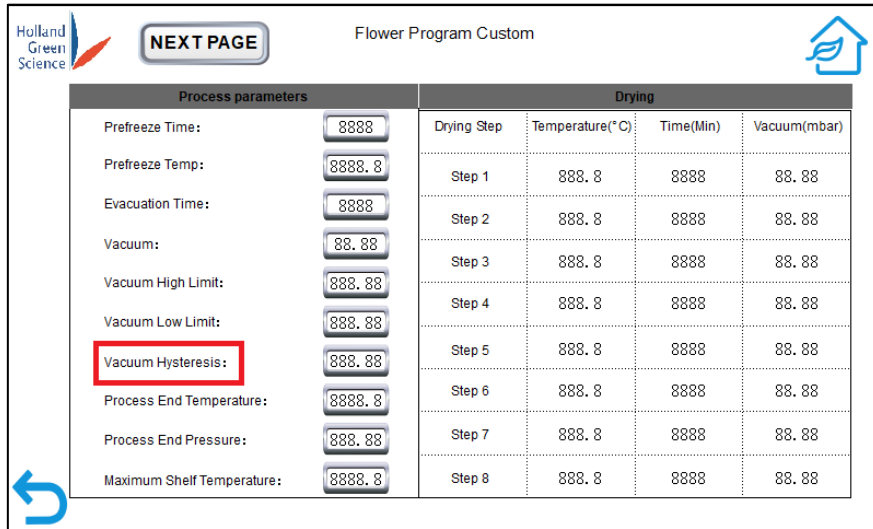 Holland
Green
Science
NEXT PAGE
Flower Program Custom
Process parameters
Prefreeze Time: 8888
Prefreeze Temp: 8888.8
Evacuation Time: 8888
Vacuum: 88.88
Vacuum High Limit: 888.88
Vacuum Low Limit: 888.88
Vacuum Hysteresis: 888.88
Process End Temperature: 8888.8
Process End Pressure: 888.88
Maximum Shelf Temperature: 8888.8
Drying
Drying Step Temperature(°C) Time(Min) Vacuum(mbar)
Step 1 888.8 8888 88.88
Step 2 888.8 8888 88.88
Step 3 888.8 8888 88.88
Step 4 888.8 8888 88.88
Step 5 888.8 8888 88.88
Step 6 888.8 8888 88.88
Step 7 888.8 8888 88.88
Step 8 888.8 8888 88.88